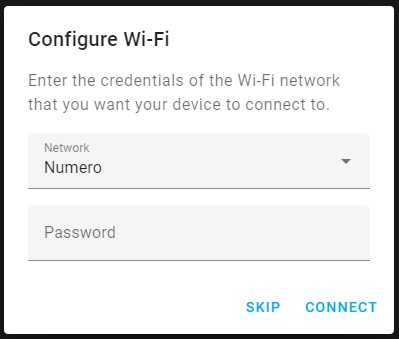 Configure Wi-Fi
Enter the credentials of the Wi-Fi network
that you want your device to connect to.
Network
Numero
Password
SKIP CONNECT